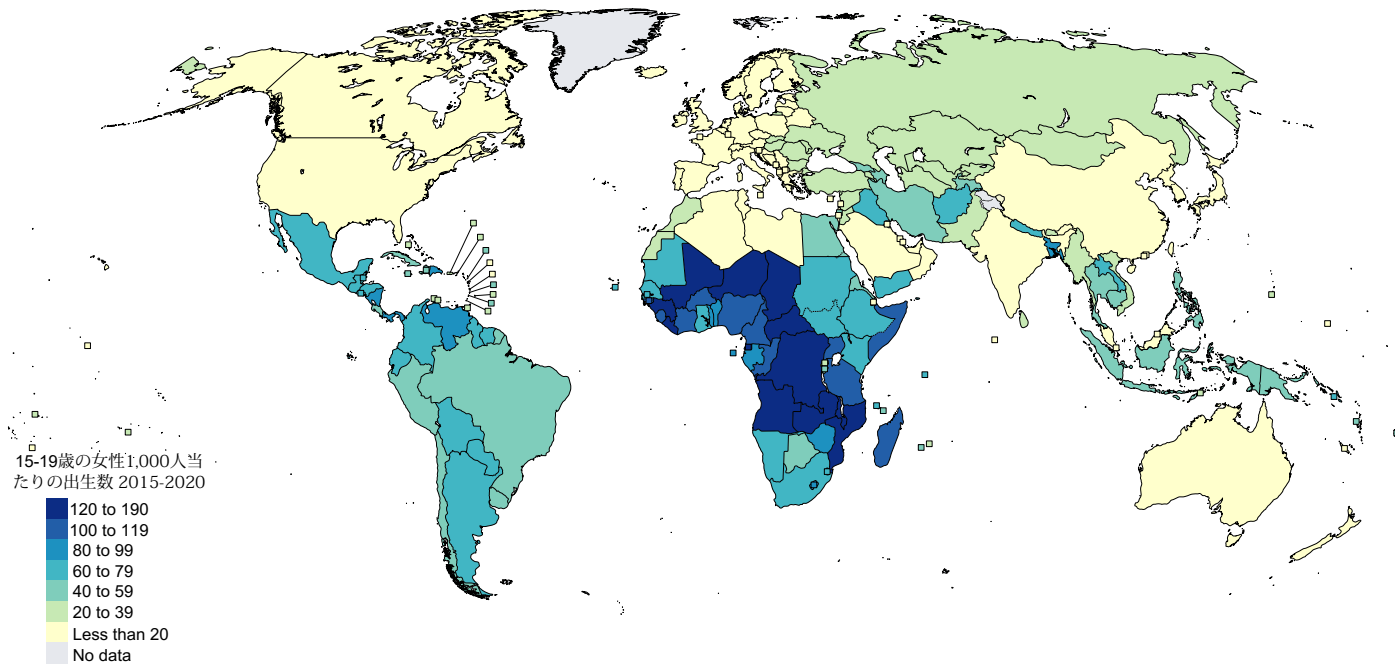 15-19歳の女性1,000人当
たりの出生数 2015-2020
120 to 190
100 to 119
80 to 99
60 to 79
40 to 59
20 to 39
Less than 20
No data